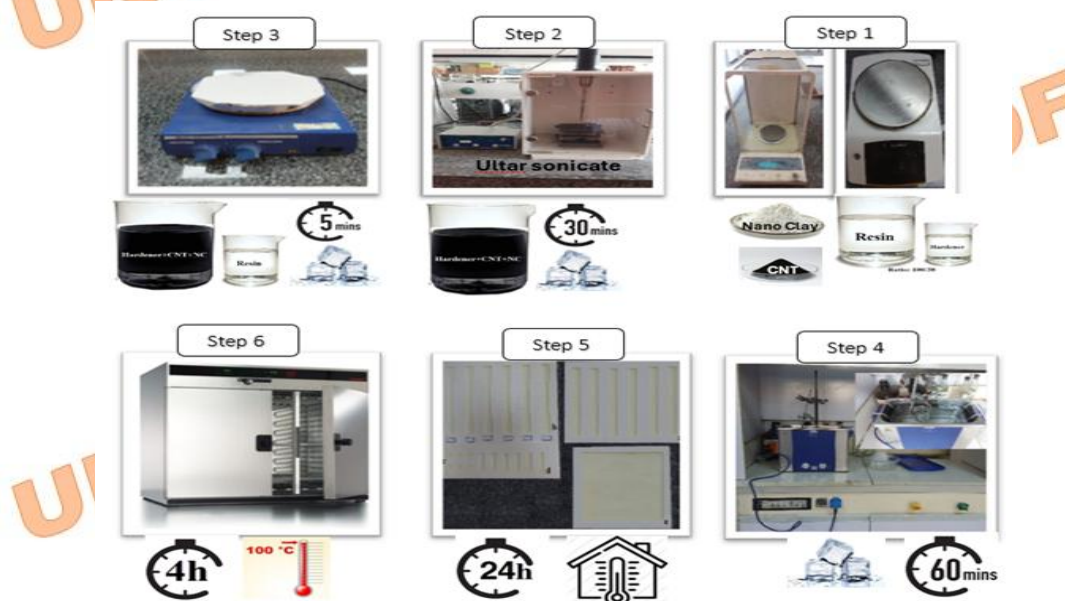 Step 3
Step 2
Step 1
Ultar sonicate
Hardener+CNT+NC
Resin
5 mins
Hardener+CNT+NC
30 mins
Nano Clay
CNT
Resin
Hardener
Step 6
Step 5
Step 4
4h
100 °C
24h
60 mins